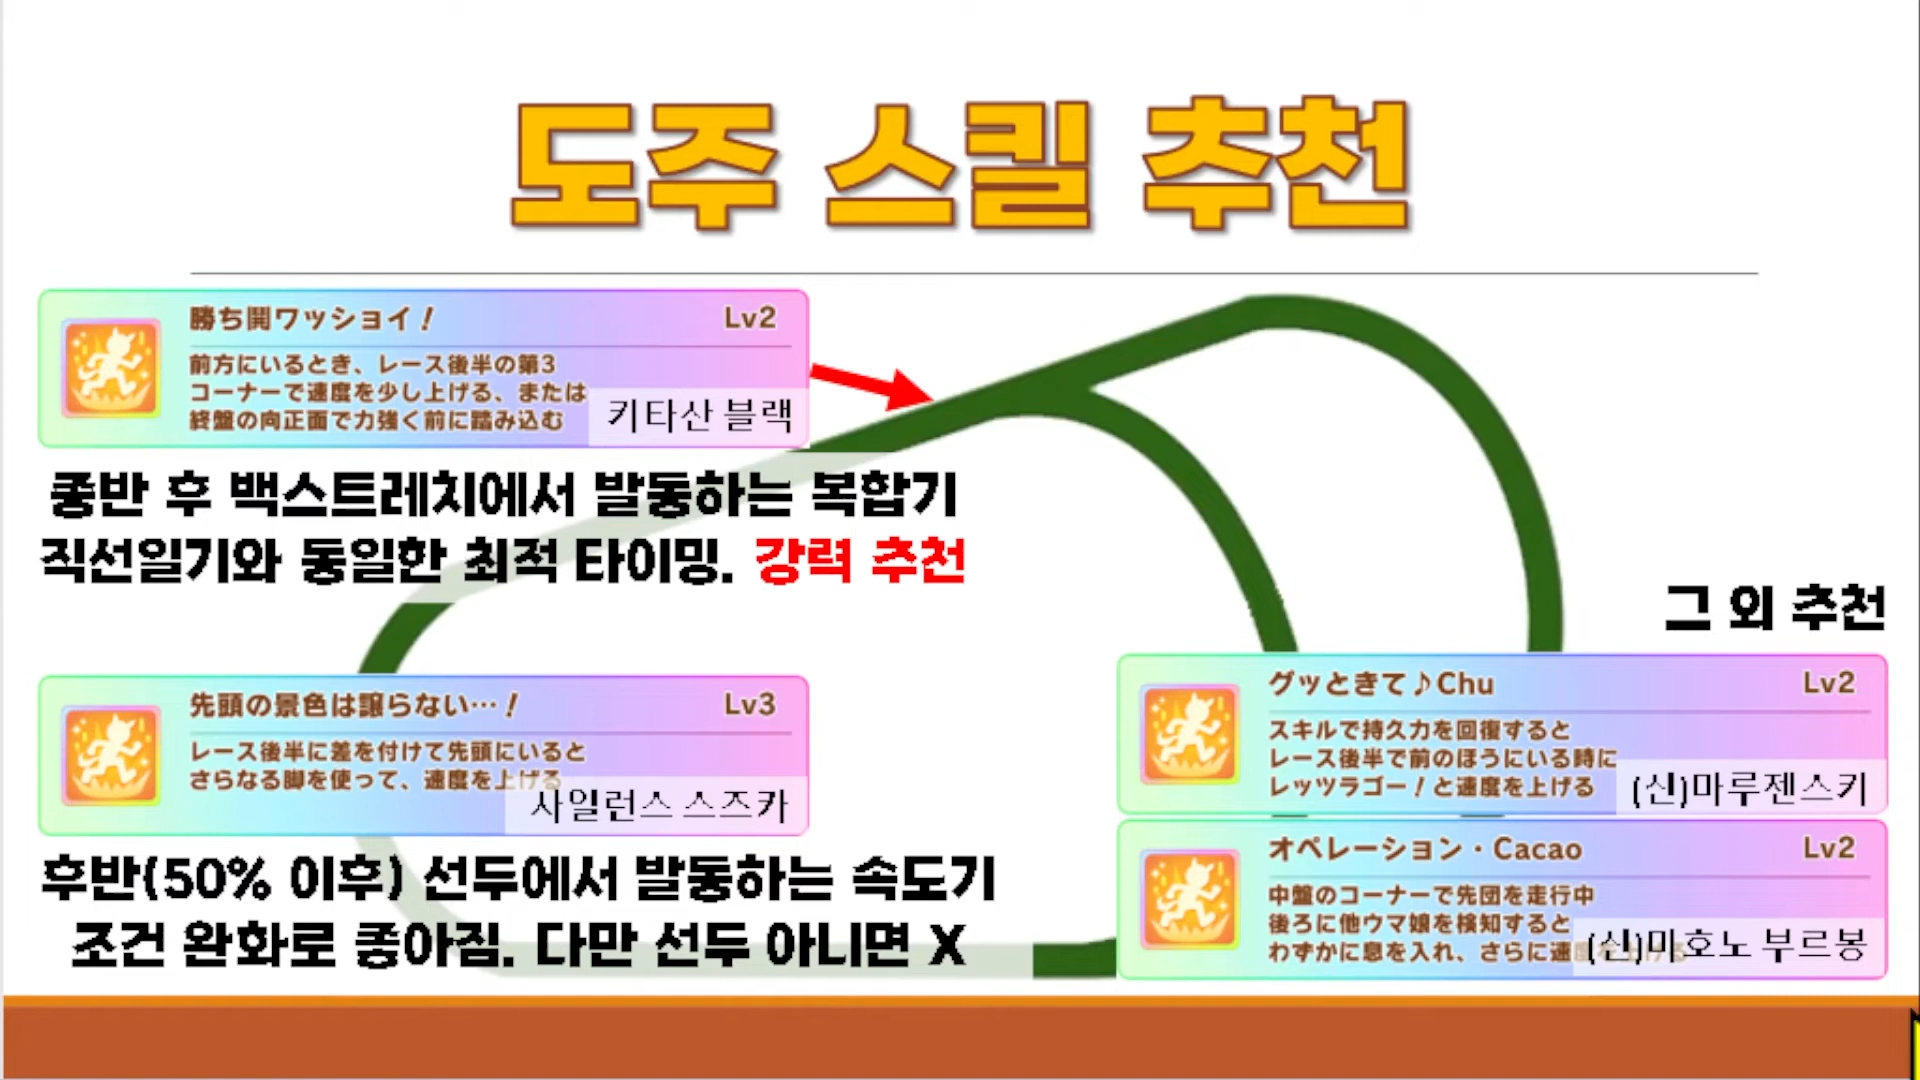 도주 스킬 추천
勝ち鬨ワッショイ! Lv2
前方にいるとき、レース後半の第3
コーナーで速度を少し上げる、または
終盤の向正面で力強く前に踏み込む
키타산 블랙
종반 후 백스트레치에서 발동하는 복합기
직선일기와 동일한 최적 타이밍. 강력 추천
先頭の景色は譲らない…! Lv3
レース後半に差を付けて先頭にいると
さらなる脚を使って、速度を上げる
사일런스 스즈카
후반(50% 이후) 선두에서 발동하는 속도기
조건 완화로 좋아짐. 다만 선두 아니면 X
그 외 추천
グッときて♪Chu Lv2
スキルで持久力を回復すると
レース後半で前のほうにいる時に
レッツラゴー!と速度を上げる
(신)마루젠스키
オペレーション・Cacao Lv2
中盤のコーナーで先団を走行中
後ろに他ウマ娘を検知すると
わずかに息を入れ、さらに速度を上げる
(신)미호노 부르봉